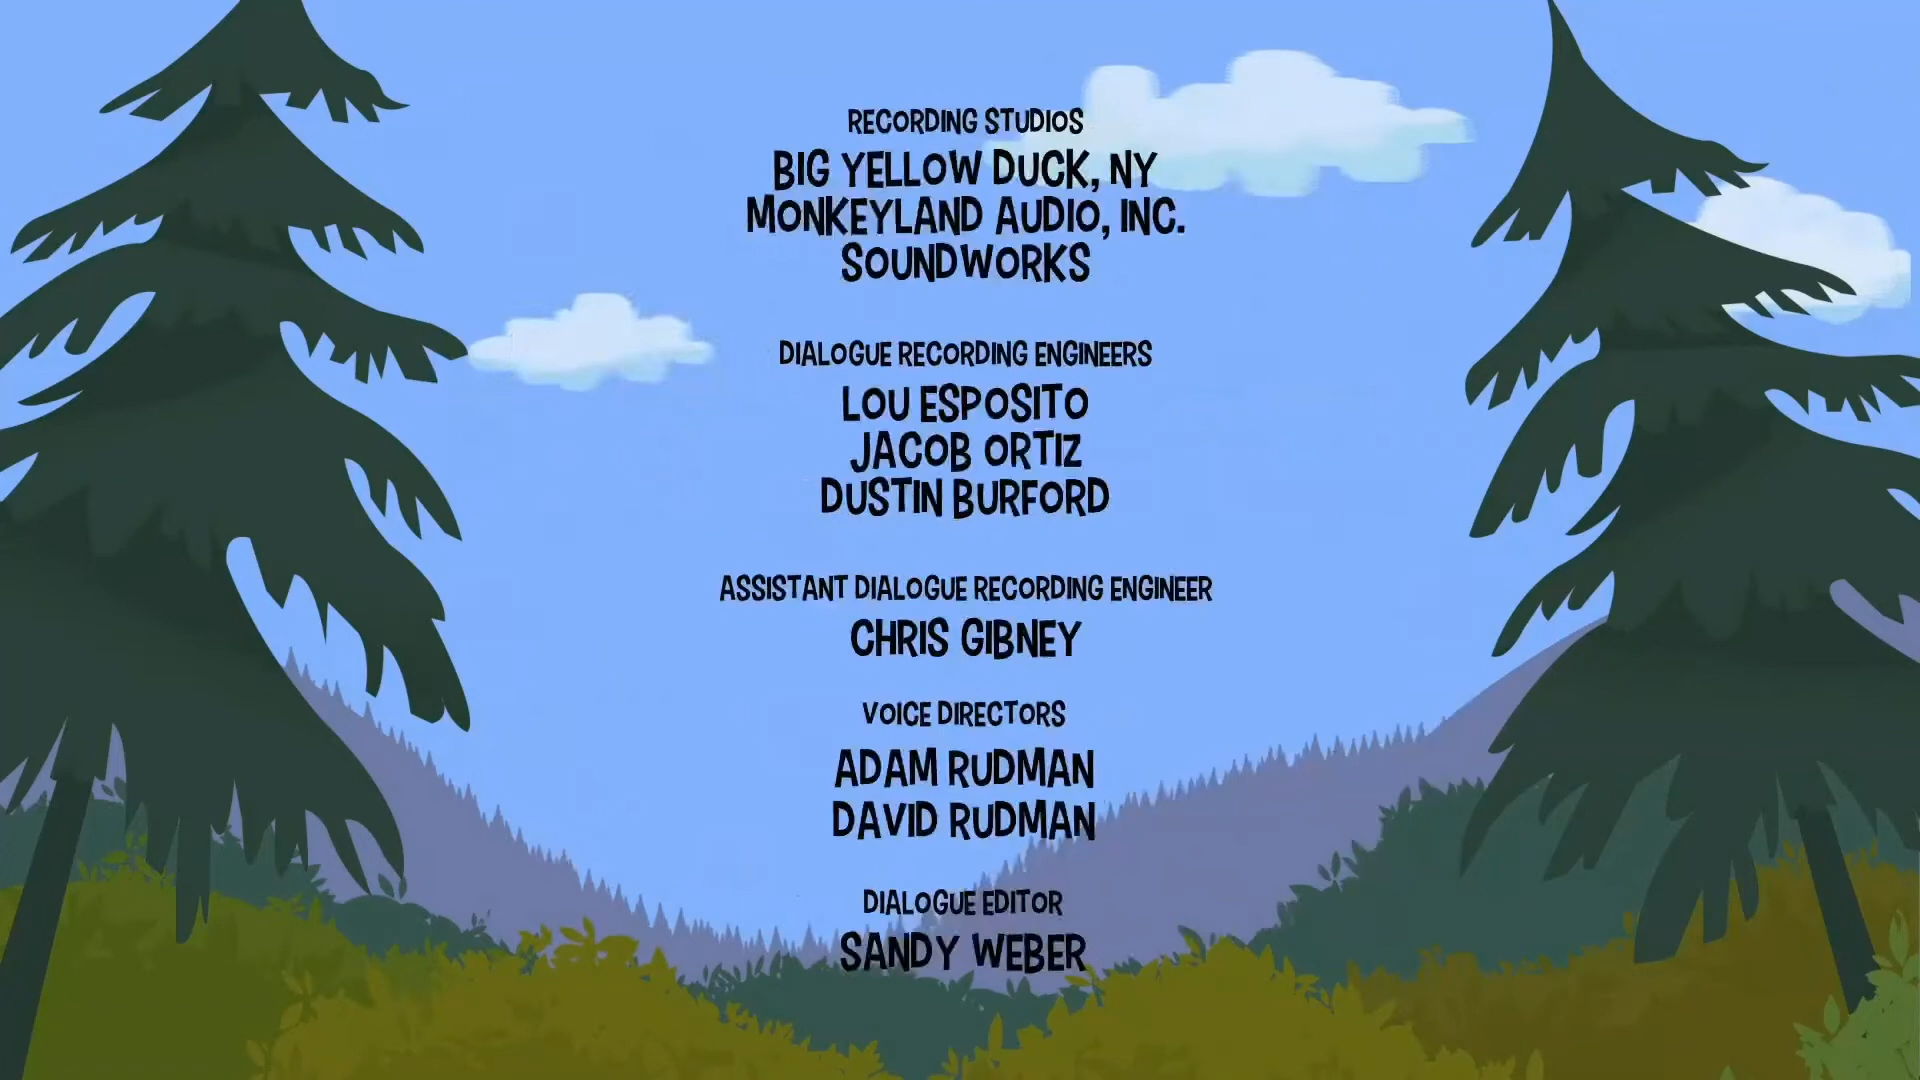 RECORDING STUDIOS
BIG YELLOW DUCK, NY
MONKEYLAND AUDIO, INC.
SOUNDWORKS
DIALOGUE RECORDING ENGINEERS
LOU ESPOSITO
JACOB ORTIZ
DUSTIN BURFORD
ASSISTANT DIALOGUE RECORDING ENGINEER
CHRIS GIBNEY
VOICE DIRECTORS
ADAM RUDMAN
DAVID RUDMAN
DIALOGUE EDITOR
SANDY WEBER